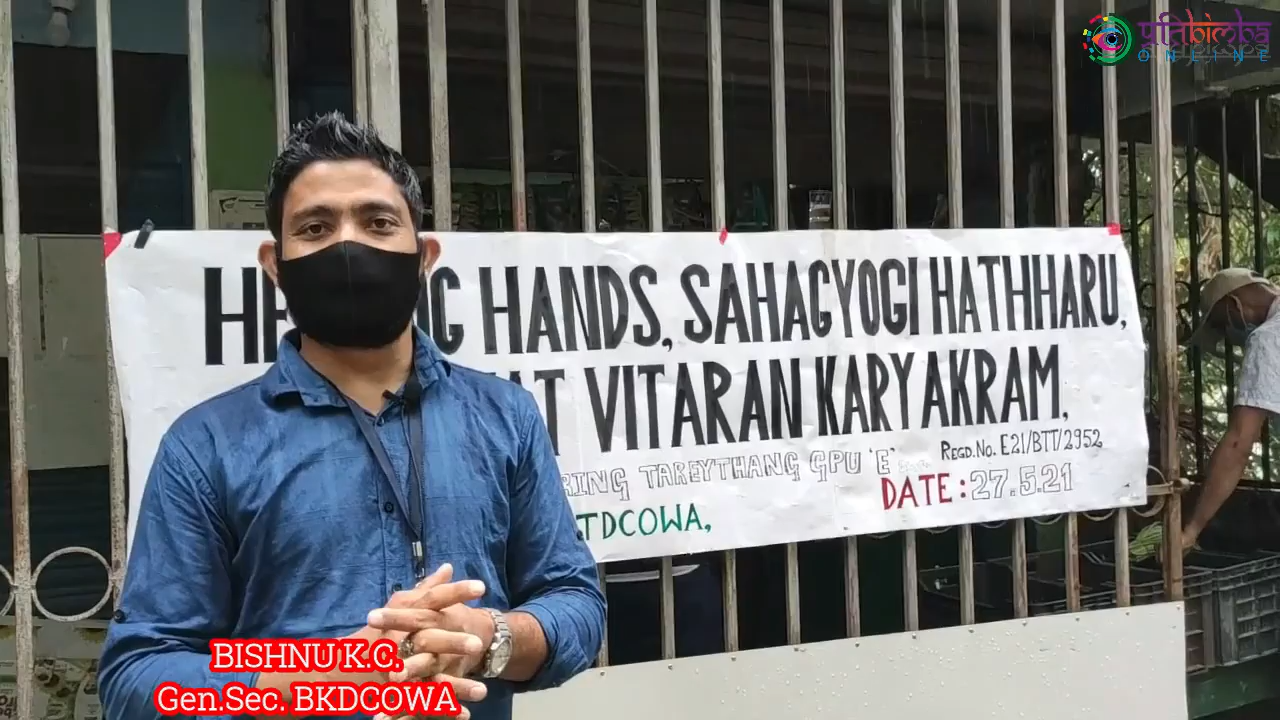 प्रतिbimba
ONLINE
HANDS, SAHAGYOGI HATHHARU,
VITARAN KARYAKRAM,
TAREYTHANG GPU 'E'
REGD.NO. E21/BTT/2952
DATE: 27.5.21
TDCOWA,
BISHNU K.C.
Gen.Sec. BKDCOWA